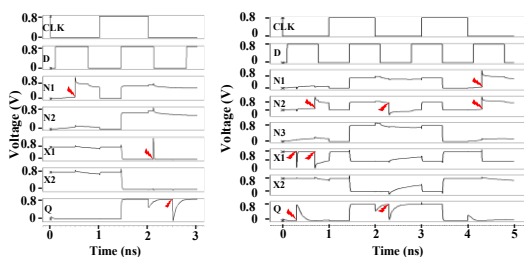 Voltage (V)
0.8 CLK
0
0.8 D
0
0.8 N1
0
0.8 N2
0
0.8 X1
0
0.8 X2
0
0.8 Q
0
0 1 2 3
Time (ns)
Voltage (V)
0.8 CLK
0
0.8 D
0
0.8 N1
0
0.8 N2
0
0.8 N3
0
0.8 X1
0
0.8 X2
0
0.8 Q
0
0 1 2 3 4 5
Time (ns)